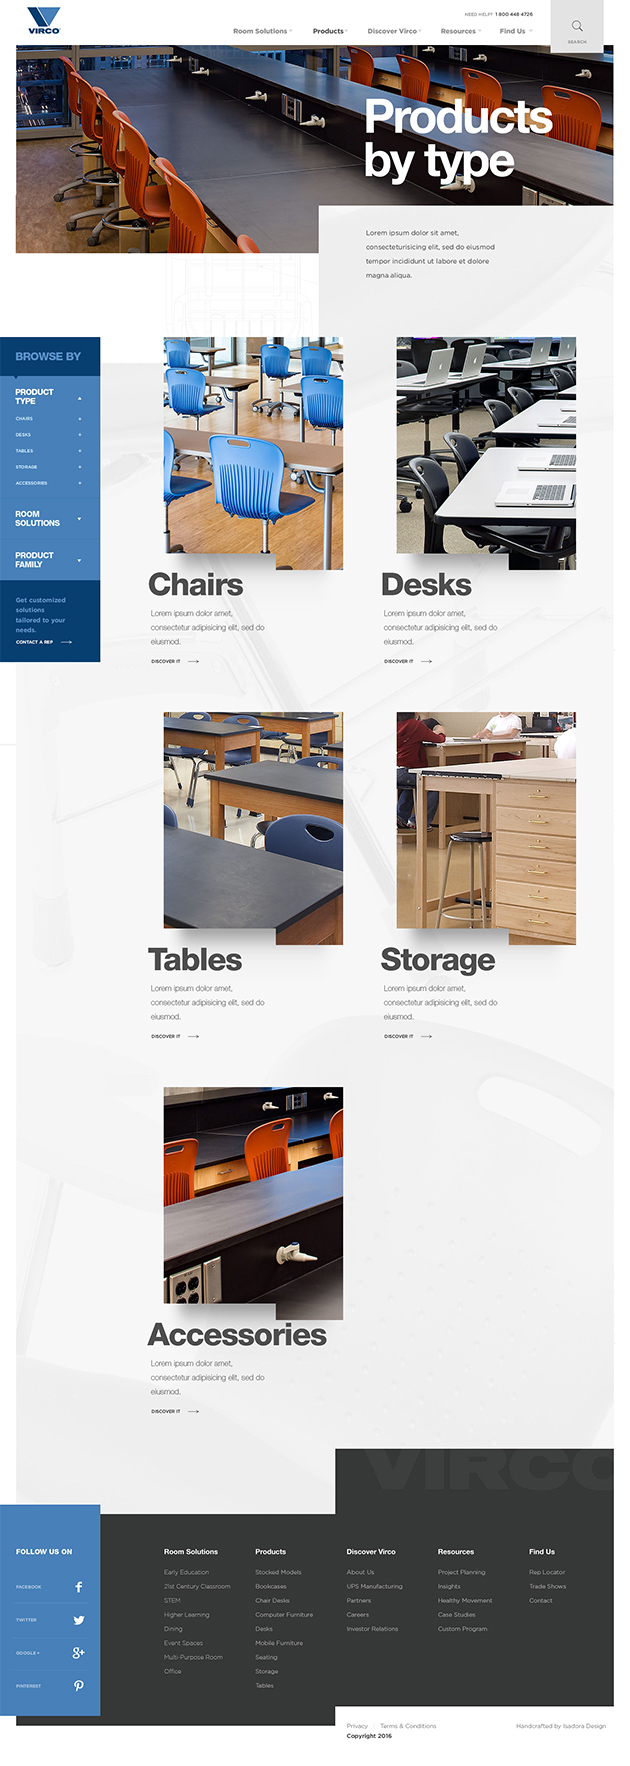 VIRCO
NEED HELP? 1 800 448 4726
Room Solutions
Products
Discover Virco
Resources
Find Us
SEARCH
Products
by type
Lorem ipsum dolor sit amet,
consecteturisicing elit, sed do eiusmod
tempor incididunt ut labore et dolore
magna aliqua.
BROWSE BY
PRODUCT
TYPE
CHAIRS
DESKS
TABLES
STORAGE
ACCESSORIES
ROOM
SOLUTIONS
PRODUCT
FAMILY
Get customized
solutions
tailored to your
needs.
CONTACT A REP
Chairs
Lorem ipsum dolor amet,
consectetur adipisicing elit, sed do
eiusmod.
DISCOVER IT
Desks
Lorem ipsum dolor amet,
consectetur adipisicing elit, sed do
eiusmod.
DISCOVER IT
Tables
Lorem ipsum dolor amet,
consectetur adipisicing elit, sed do
eiusmod.
DISCOVER IT
Storage
Lorem ipsum dolor amet,
consectetur adipisicing elit, sed do
eiusmod.
DISCOVER IT
Accessories
Lorem ipsum dolor amet,
consectetur adipisicing elit, sed do
eiusmod.
DISCOVER IT
VIRCO
FOLLOW US ON
FACEBOOK
TWITTER
GOOGLE +
PINTEREST
Room Solutions
Early Education
21st Century Classroom
STEM
Higher Learning
Dining
Event Spaces
Multi-Purpose Room
Office
Products
Stocked Models
Bookcases
Chair Desks
Computer Furniture
Desks
Mobile Furniture
Seating
Storage
Tables
Discover Virco
About Us
UPS Manufacturing
Partners
Careers
Investor Relations
Resources
Project Planning
Insights
Healthy Movement
Case Studies
Custom Program
Find Us
Rep Locator
Trade Shows
Contact
Privacy | Terms & Conditions
Handcrafted by Isadora Design
Copyright 2016